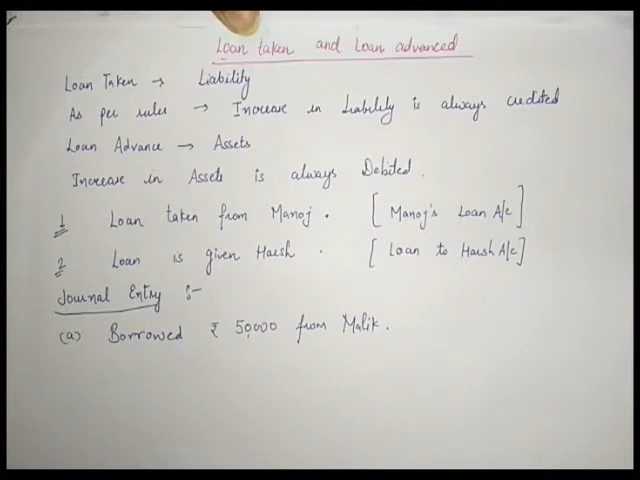 Loan taken and Loan advanced
Loan Taken → Liability
As per rules → Increase in Liability is always credited
Loan Advance → Assets
Increase in Assets is always Debited.
1 Loan taken from Manoj. [Manoj's Loan A/c]
2 Loan is given Harsh. [Loan to Harsh A/c]
Journal Entry :-
(a) Borrowed ₹ 50,000 from Malik.